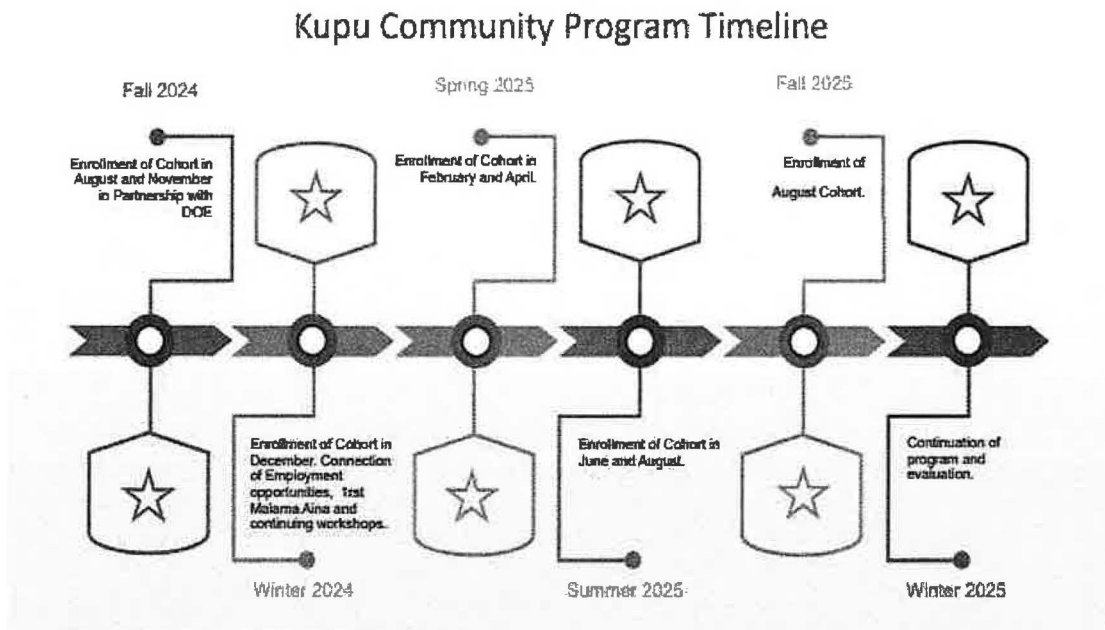 Kupu Community Program Timeline
Fall 2024
Enrollment of Cohort in
August and November
in Partnership with
DOE
Enrollment of Cohort in
December. Connection
of Employment
opportunities, 1rst
Malama Aina and
continuing workshops.
Winter 2024
Spring 2025
Enrollment of Cohort in
February and April.
Enrollment of Cohort in
June and August.
Summer 2025
Fall 2025
Enrollment of
August Cohort.
Continuation of
program and
evaluation.
Winter 2025